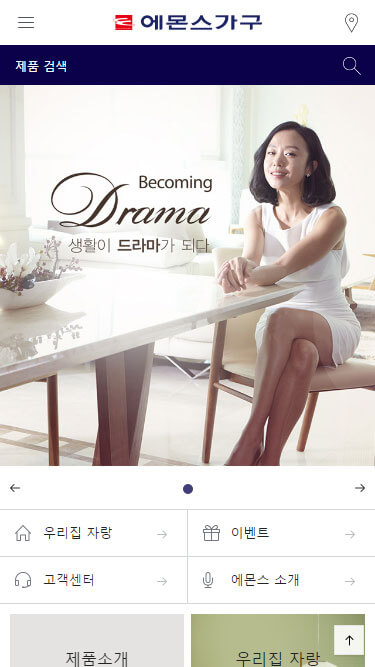 에몬스가구
제품 검색
Becoming
Drama
생활이 드라마가 되다
우리집 자랑
이벤트
고객센터
에몬스 소개
제품소개
우리집 자랑